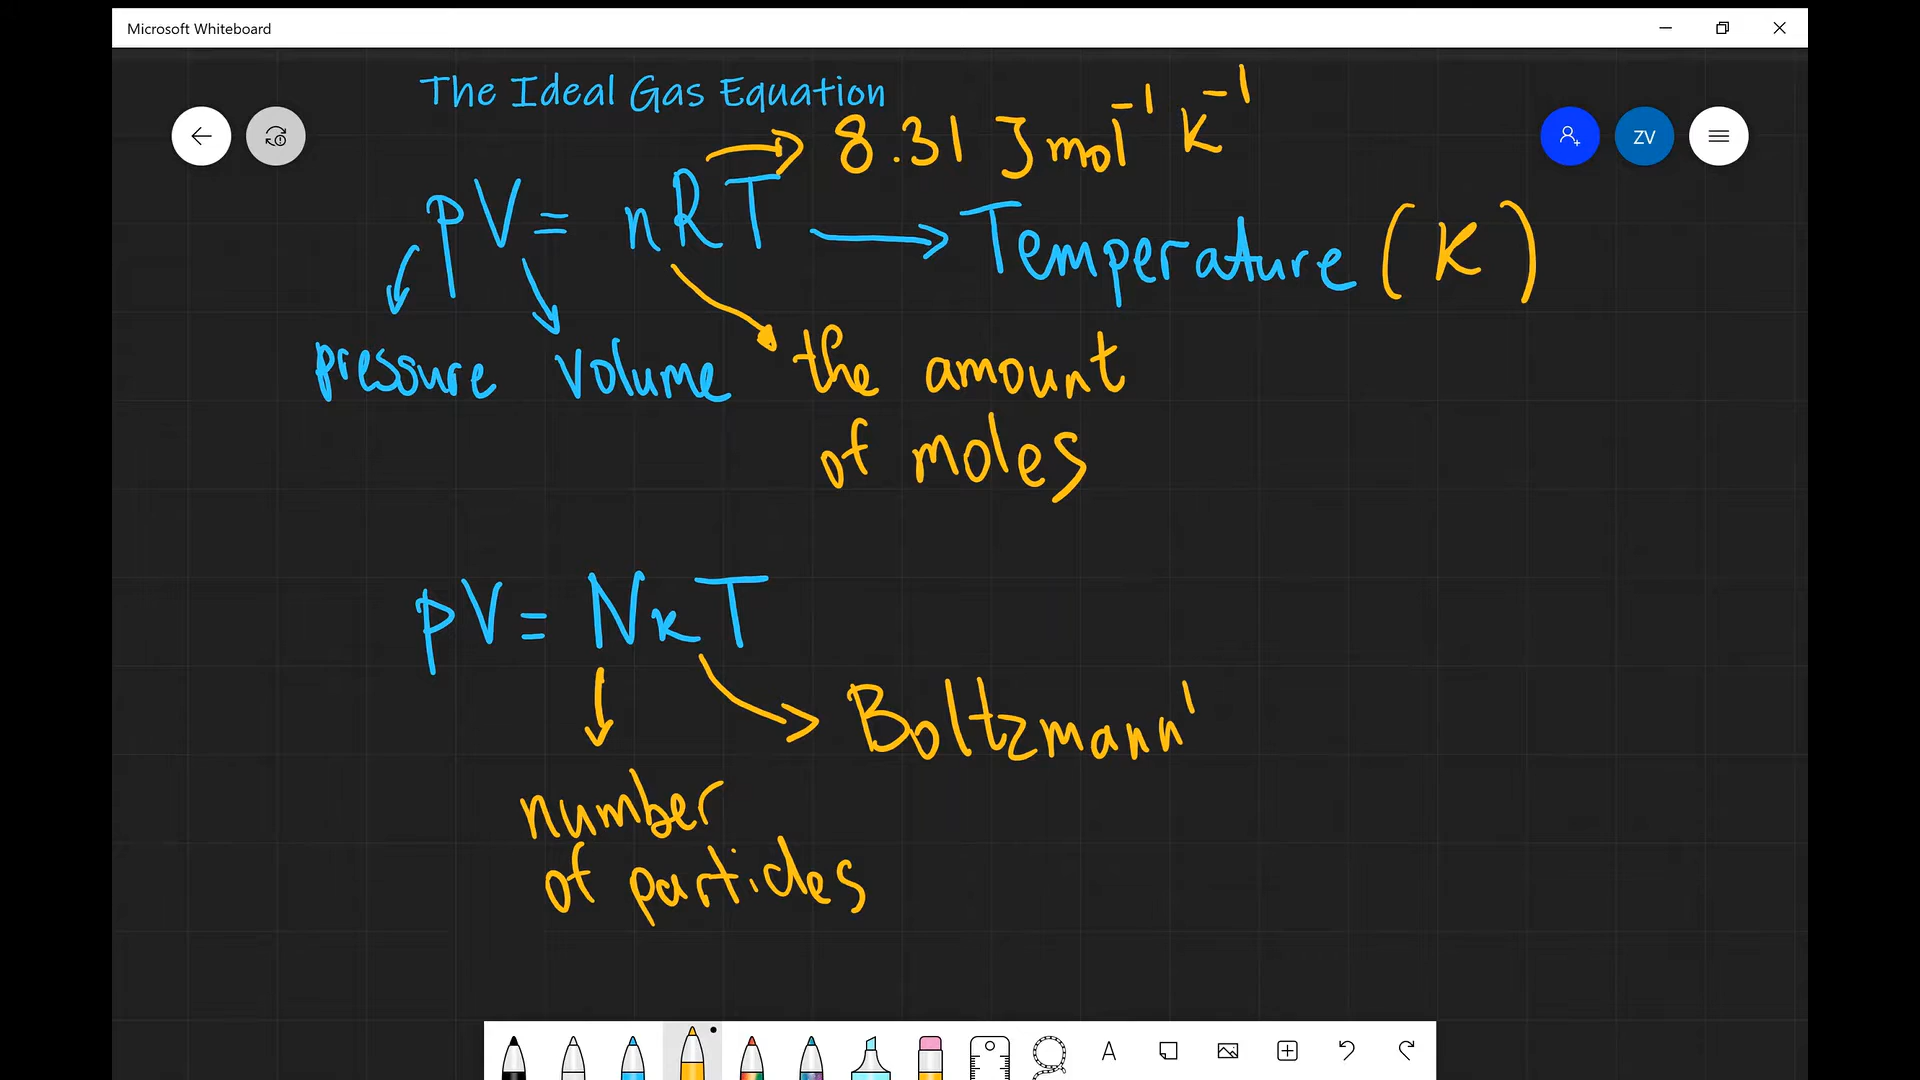 Microsoft Whiteboard
The Ideal Gas Equation
8.31 J mol⁻¹ K⁻¹
pV = nRT
Temperature (K)
pressure volume the amount
of moles
pV = NkT
Boltzmann'
number
of particles
ZV
A